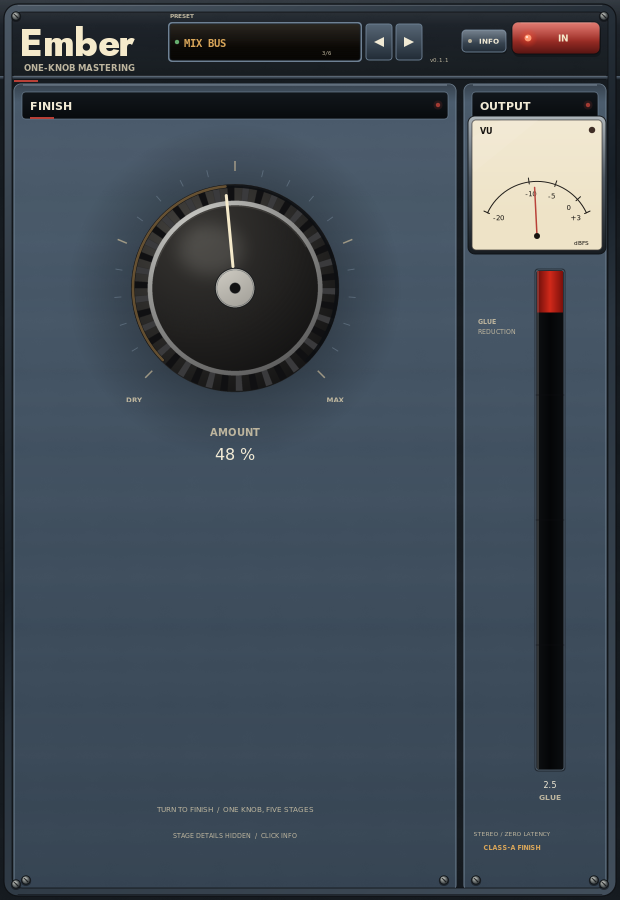 PRESET
Ember
ONE-KNOB MASTERING
MIX BUS
3/6
v0.1.1
INFO
IN
FINISH
OUTPUT
VU
-20
-10
-5
0
+3
dBFS
GLUE
REDUCTION
DRY
MAX
AMOUNT
48 %
2.5
GLUE
TURN TO FINISH / ONE KNOB, FIVE STAGES
STAGE DETAILS HIDDEN / CLICK INFO
STEREO / ZERO LATENCY
CLASS-A FINISH